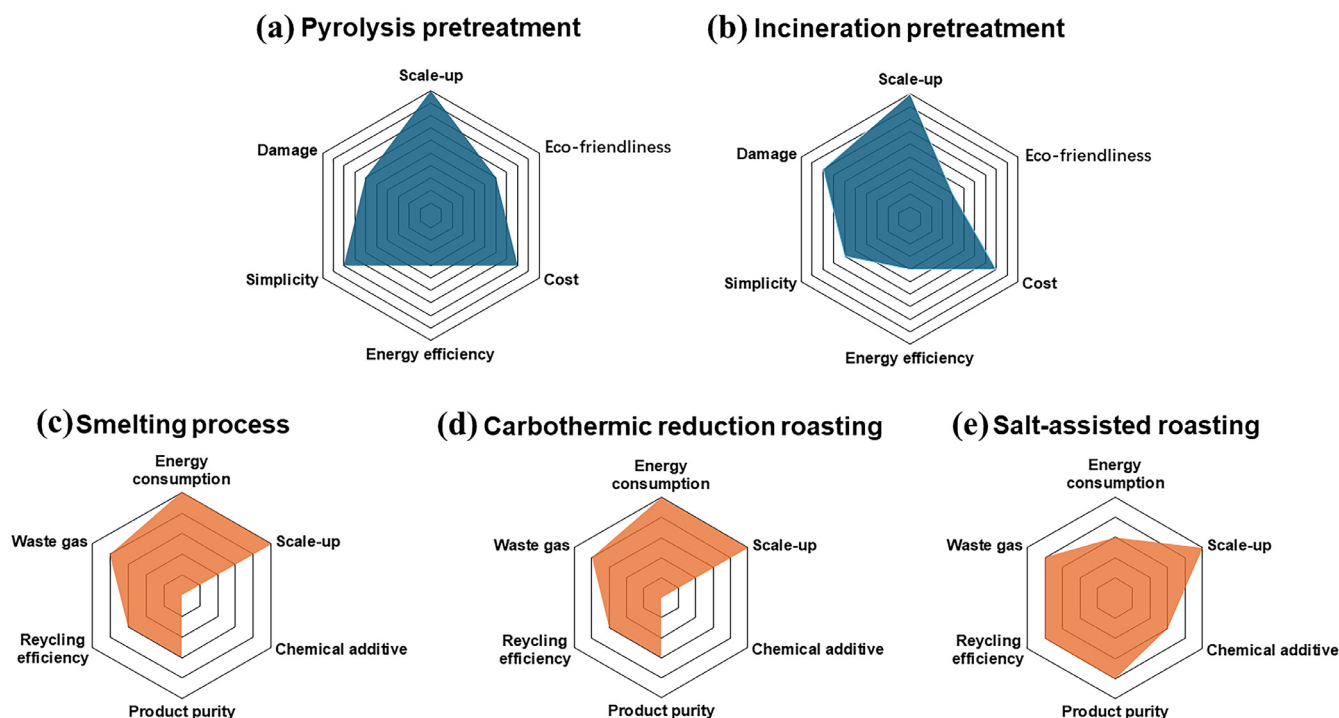 (a) Pyrolysis pretreatment
Scale-up
Damage
Eco-friendliness
Simplicity
Cost
Energy efficiency
(b) Incineration pretreatment
Scale-up
Damage
Eco-friendliness
Simplicity
Cost
Energy efficiency
(c) Smelting process
Energy
consumption
Waste gas
Scale-up
Reycling
efficiency
Chemical additive
Product purity
(d) Carbothermic reduction roasting
Energy
consumption
Waste gas
Scale-up
Reycling
efficiency
Chemical additive
Product purity
(e) Salt-assisted roasting
Energy
consumption
Waste gas
Scale-up
Reycling
efficiency
Chemical additive
Product purity